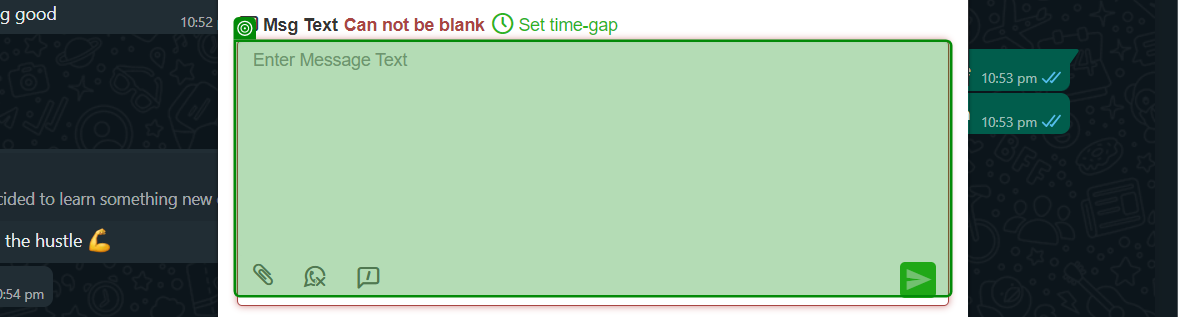 g good
10:52
Msg Text Can not be blank Set time-gap
Enter Message Text
10:53 pm
10:53 pm
cided to learn something new
the hustle 💪
0:54 pm